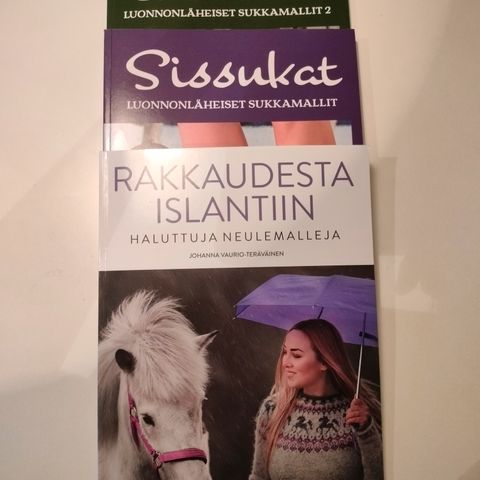 LUONNONLÄHEISET SUKKAMALLIT 2
Sissukat
LUONNONLÄHEISET SUKKAMALLIT
RAKKAUDESTA
ISLANTIIN
HALUTTUJA NEULEMALLEJA
JOHANNA VAURIO-TERÄVÄINEN